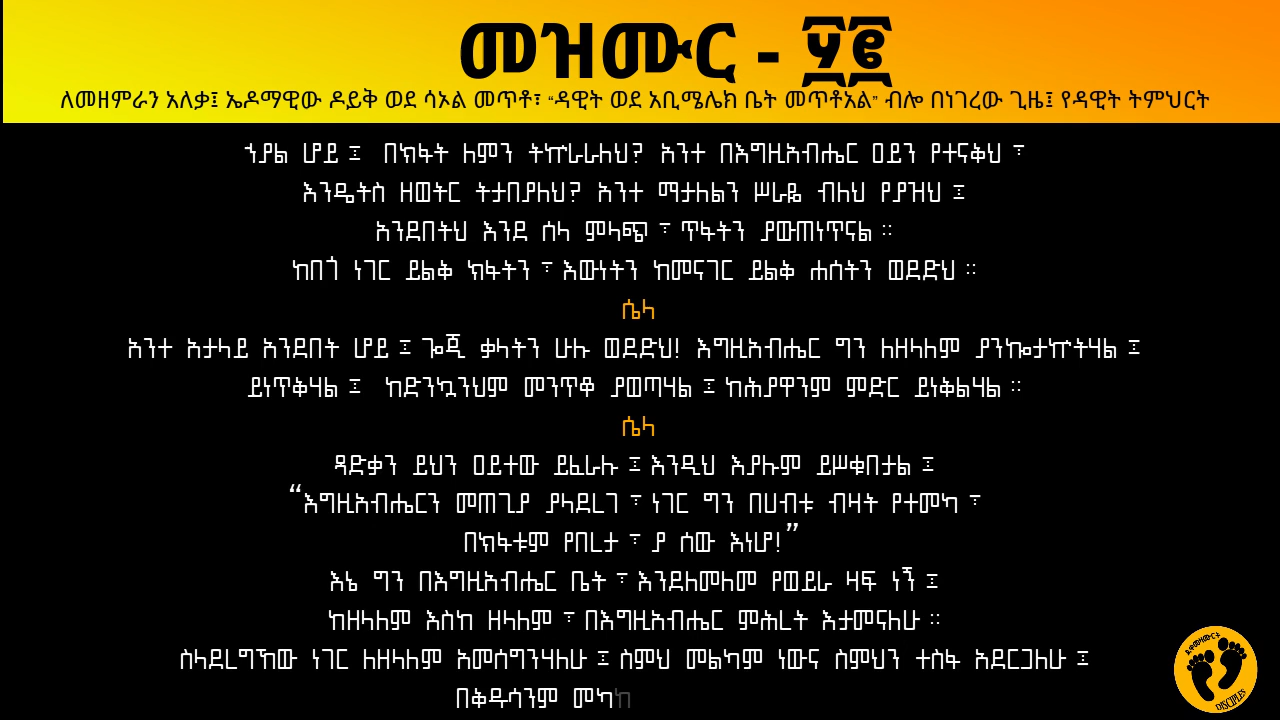 መዝሙር - ፶፪
ለመዘምራን አለቃ፤ ኤዶማዊው ዶይቅ ወደ ሳኦል መጥቶ፣ “ዳዊት ወደ አቢሜሌክ ቤት መጥቶአል” ብሎ በነገረው ጊዜ፤ የዳዊት ትምህርት
ኀያል ሆይ ፤ በክፋት ለምን ትኵራራለህ? አንተ በእግዚአብሔር ዐይን የተናቅህ ፣
እንዴትስ ዘወትር ትታበያለህ? አንተ ማታለልን ሥራዬ ብለህ የያዝህ ፤
አንደበትህ እንደ ሰላ ምላጭ ፣ ጥፋትን ያውጠነጥናል ።
ከበጎ ነገር ይልቅ ክፋትን ፣ እውነትን ከመናገር ይልቅ ሐሰትን ወደድህ ።
ሴላ
አንተ አታላይ አንደበት ሆይ ፤ ጐጂ ቃላትን ሁሉ ወደድህ! እግዚአብሔር ግን ለዘላለም ያንኰታኵትሃል ፤
ይነጥቅሃል ፤ ከድንኳንህም መንጥቆ ያወጣሃል ፤ ከሕያዋንም ምድር ይነቅልሃል ።
ሴላ
ጻድቃን ይህን ዐይተው ይፈራሉ ፤ እንዲህ እያሉም ይሥቁበታል ፤
“እግዚአብሔርን መጠጊያ ያላደረገ ፣ ነገር ግን በሀብቱ ብዛት የተመካ ፣
በክፋቱም የበረታ ፣ ያ ሰው እነሆ!”
እኔ ግን በእግዚአብሔር ቤት ፣ እንደለመለመ የወይራ ዛፍ ነኝ ፤
ከዘላለም እስከ ዘላለም ፣ በእግዚአብሔር ምሕረት እታመናለሁ ።
ስላደረግኸው ነገር ለዘላለም አመሰግንሃለሁ ፤ ስምህ መልካም ነውና ስምህን ተስፋ አደርጋለሁ ፤
በቅዱሳንም መካከ
DISCIPLES